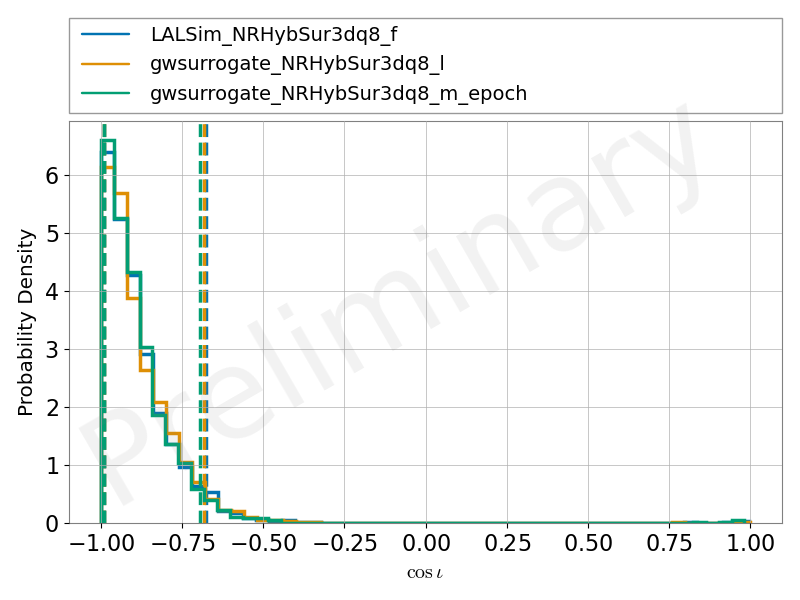 LALSim_NRHybSur3dq8_f
gwsurrogate_NRHybSur3dq8_l
gwsurrogate_NRHybSur3dq8_m_epoch
Preliminary
6
5
4
3
2
1
0
Probability Density
−1.00 −0.75 −0.50 −0.25 0.00 0.25 0.50 0.75 1.00
cos ι